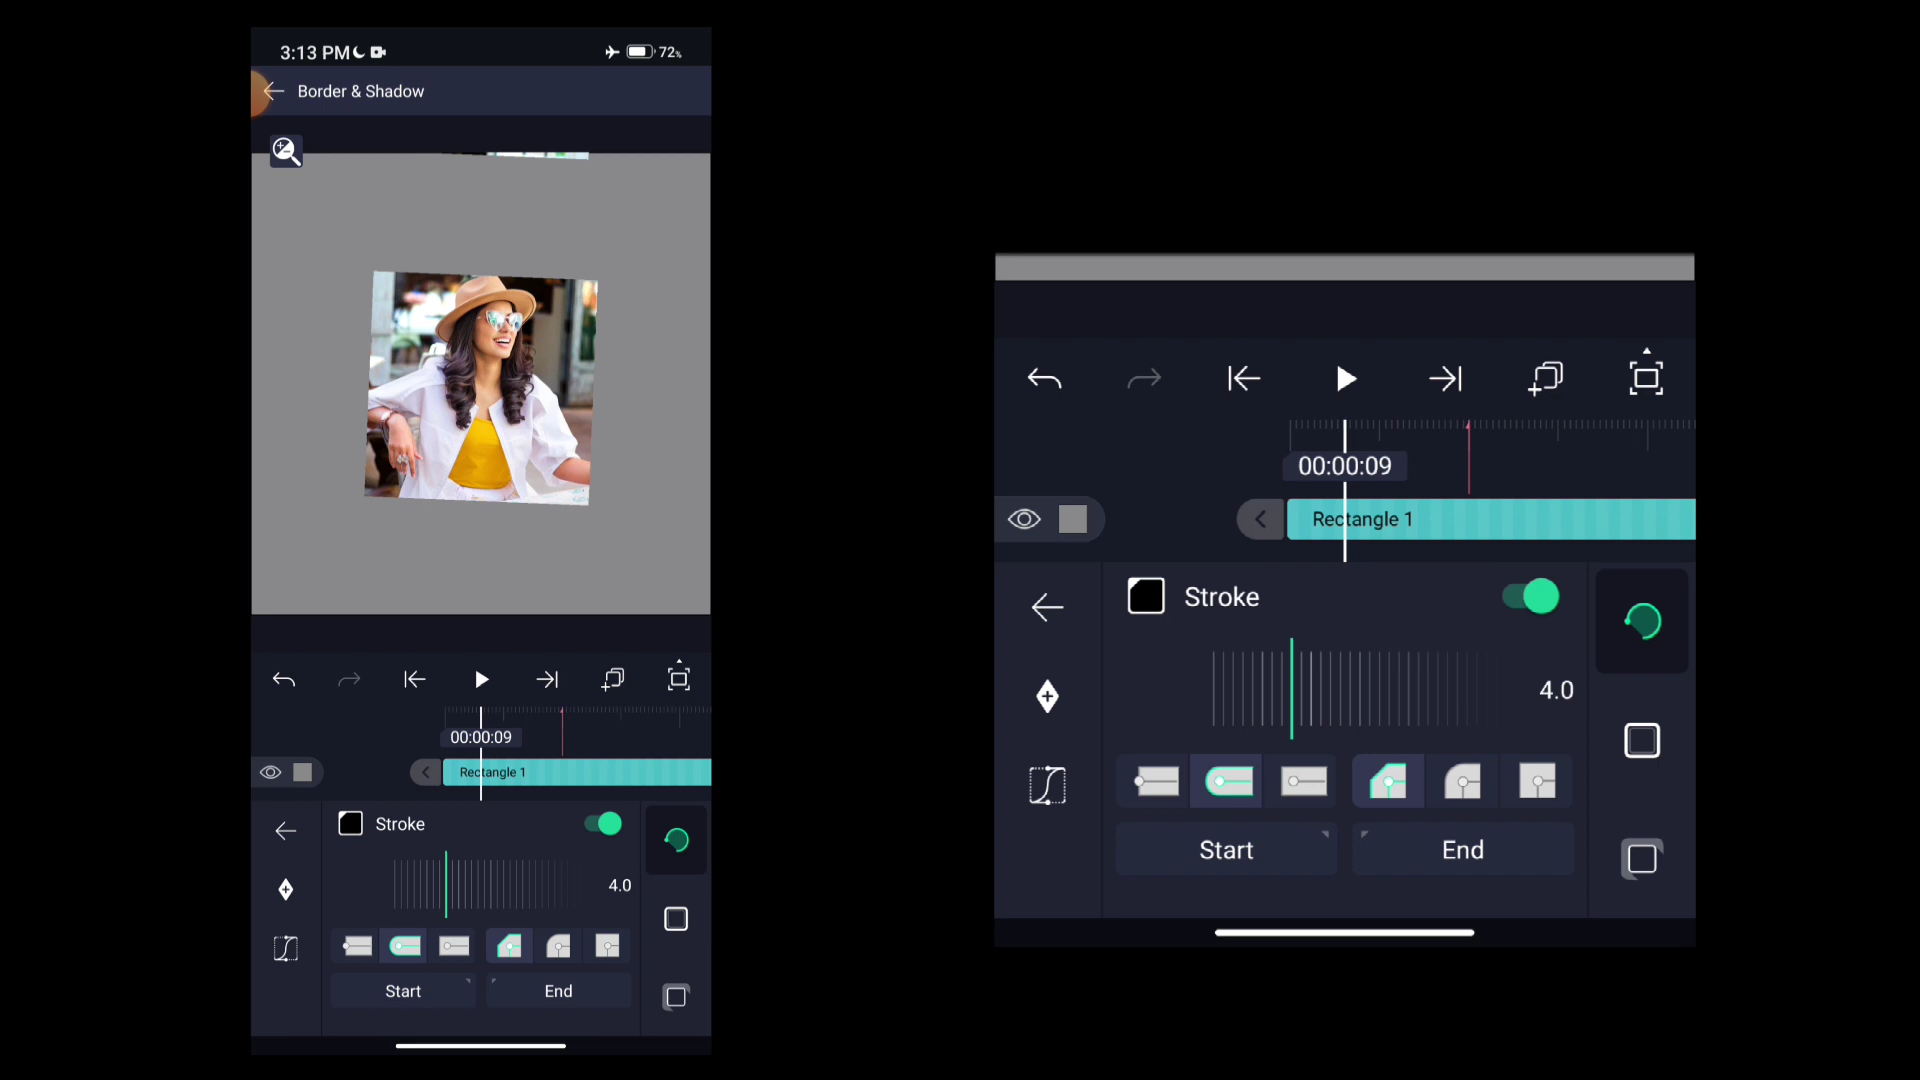 3:13 PM
72%
Border & Shadow
00:00:09
Rectangle 1
Stroke
4.0
Start
End
00:00:09
Rectangle 1
Stroke
4.0
Start
End